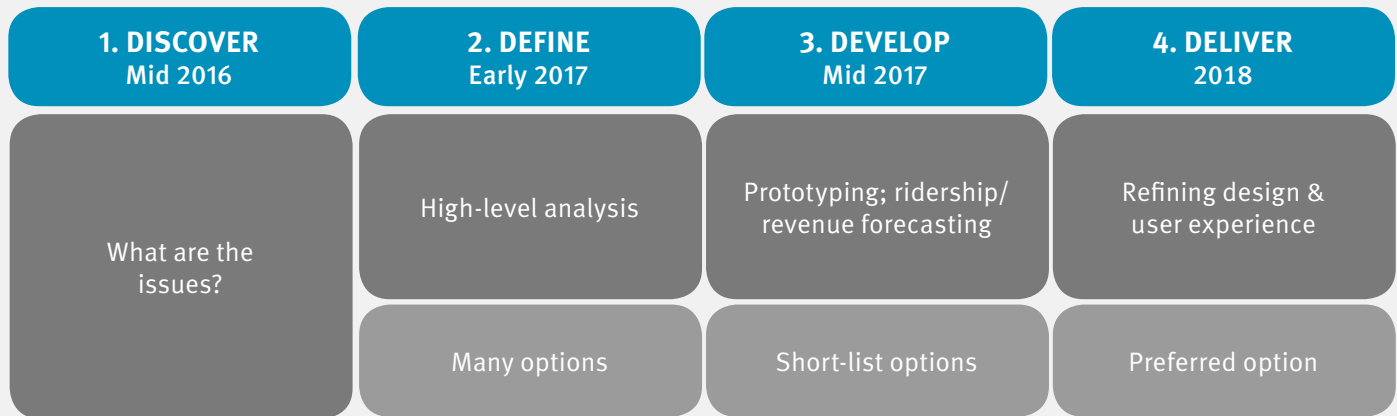 1. DISCOVER
Mid 2016
2. DEFINE
Early 2017
3. DEVELOP
Mid 2017
4. DELIVER
2018
What are the
issues?
High-level analysis
Prototyping; ridership/
revenue forecasting
Refining design &
user experience
Many options
Short-list options
Preferred option